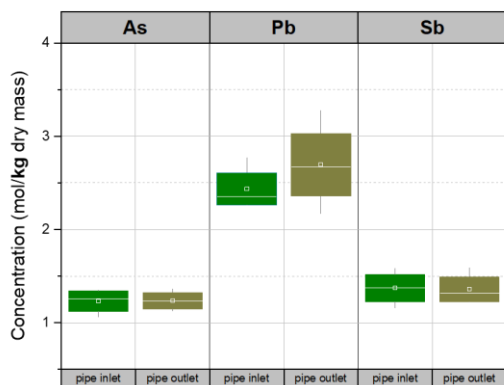 As Pb Sb
4
3
2
1
Concentration (mol/kg dry mass)
pipe inlet pipe outlet pipe inlet pipe outlet pipe inlet pipe outlet